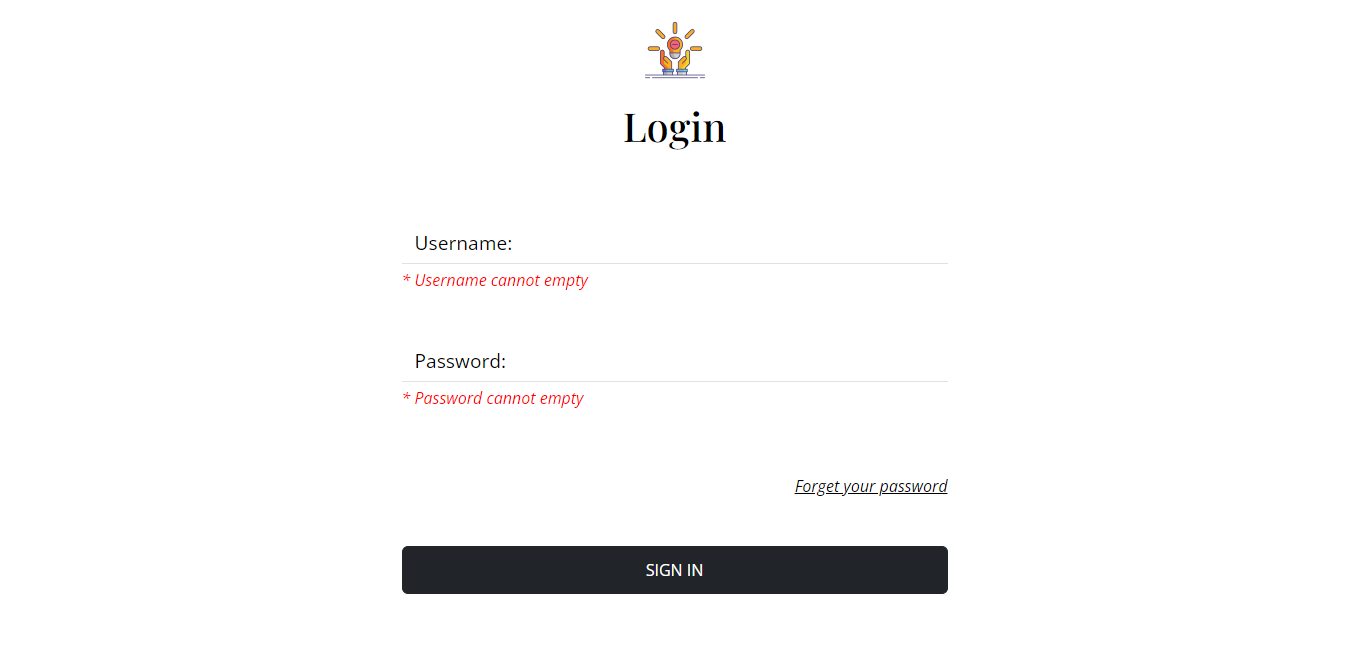 Login
Username:
* Username cannot empty
Password:
* Password cannot empty
Forget your password
SIGN IN